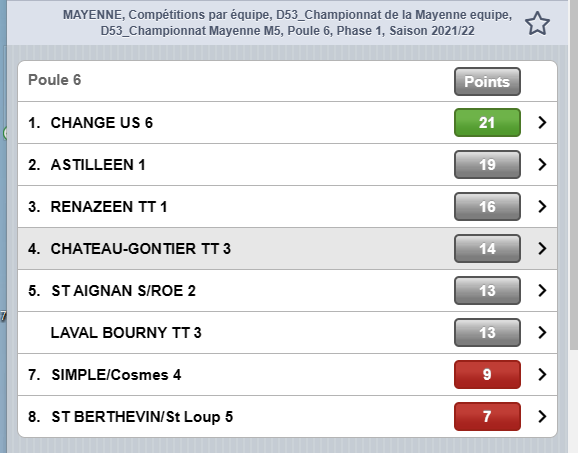 MAYENNE, Compétitions par équipe, D53_Championnat de la Mayenne equipe,
D53_Championnat Mayenne M5, Poule 6, Phase 1, Saison 2021/22
Poule 6 Points
1. CHANGE US 6 21
2. ASTILLEEN 1 19
3. RENAZEEN TT 1 16
4. CHATEAU-GONTIER TT 3 14
5. ST AIGNAN S/ROE 2 13
LAVAL BOURNY TT 3 13
7. SIMPLE/Cosmes 4 9
8. ST BERTHEVIN/St Loup 5 7
7